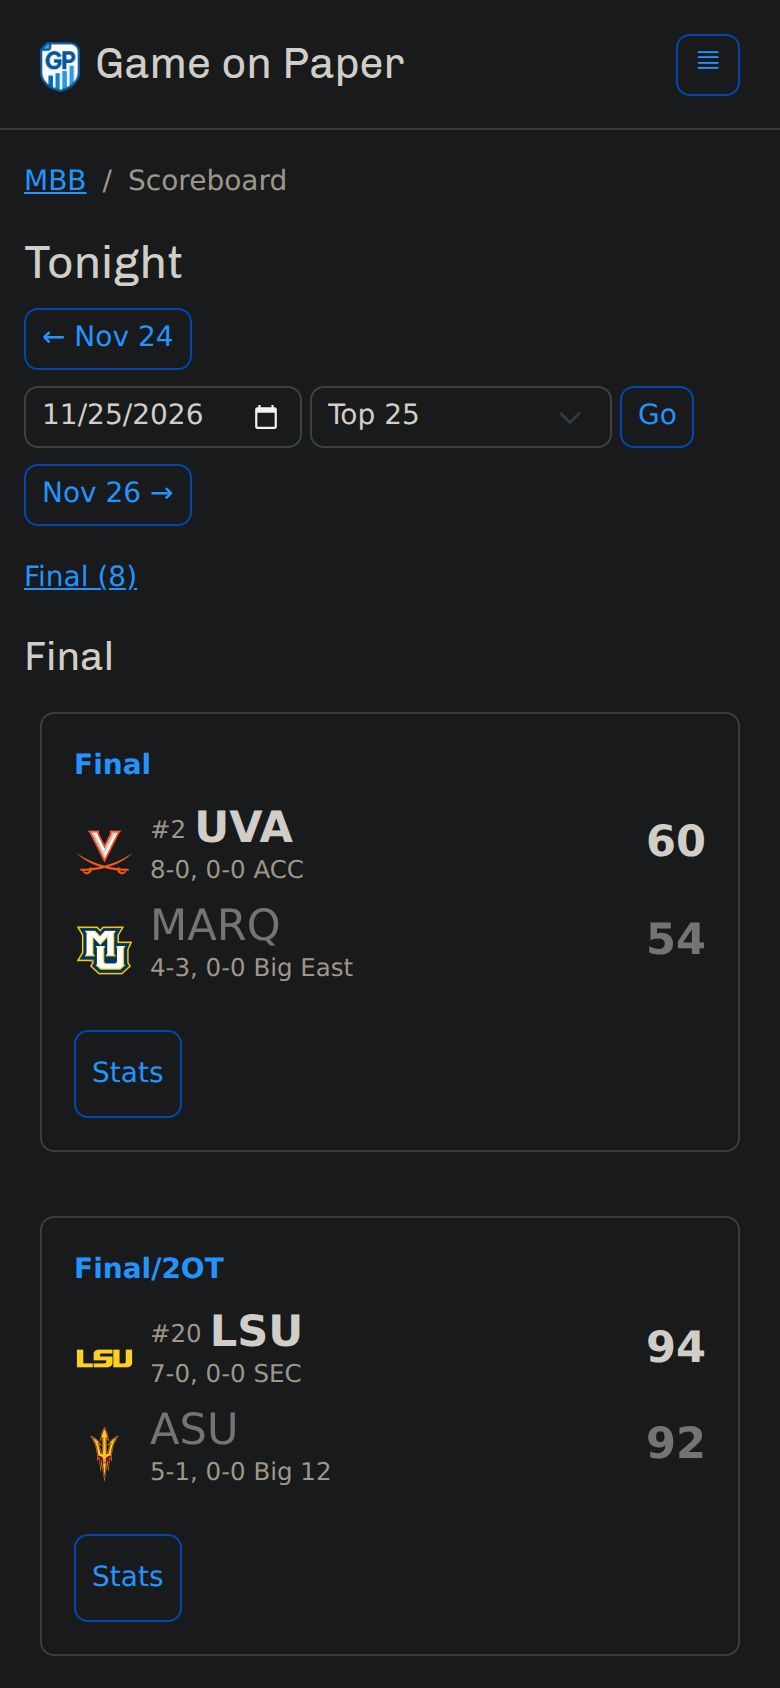 GP Game on Paper
MBB / Scoreboard
Tonight
← Nov 24
11/25/2026 Top 25 Go
Nov 26 →
Final (8)
Final
Final
#2 UVA 60
8-0, 0-0 ACC
MARQ 54
4-3, 0-0 Big East
Stats
Final/2OT
#20 LSU 94
LSU
7-0, 0-0 SEC
ASU 92
5-1, 0-0 Big 12
Stats